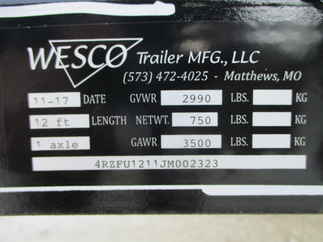 WESCO Trailer MFG., LLC
(573) 472-4025 - Matthews, MO
11-17 DATE GVWR 2990 LBS. KG
12 ft LENGTH NETWT. 750 LBS. KG
1 axle GAWR 3500 LBS. KG
4RZFU1211JM002323